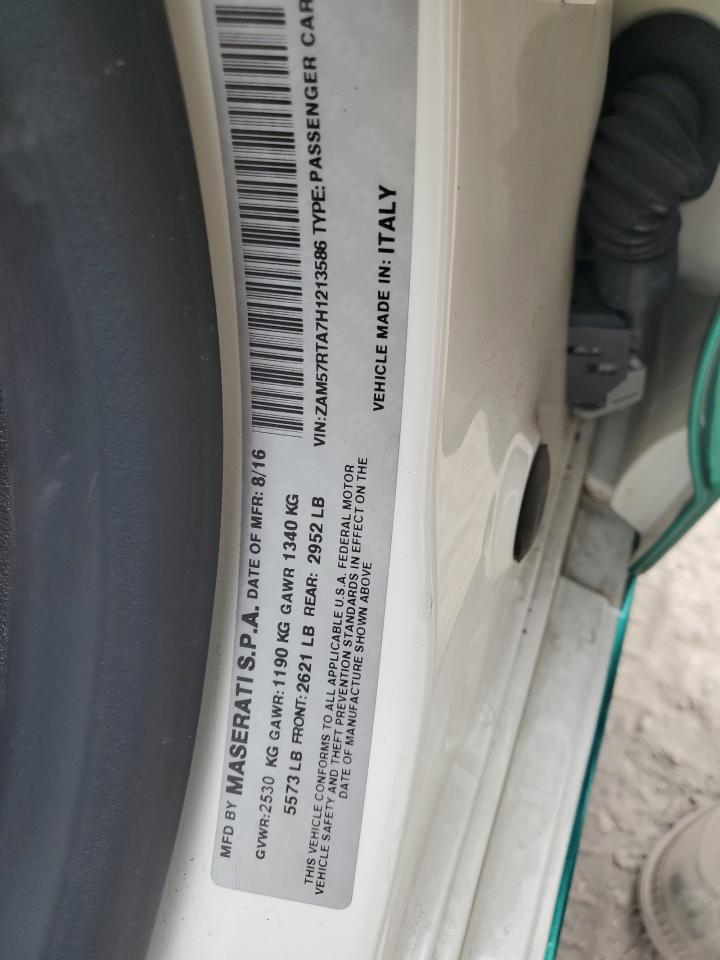 MFD BY MASERATI S.P.A. DATE OF MFR: 8/16
GVWR:2530 KG GAWR: 1190 KG GAWR 1340 KG
5573 LB FRONT: 2621 LB REAR: 2952 LB
THIS VEHICLE CONFORMS TO ALL APPLICABLE U.S.A. FEDERAL MOTOR
VEHICLE SAFETY AND THEFT PREVENTION STANDARDS IN EFFECT ON THE
DATE OF MANUFACTURE SHOWN ABOVE
VIN:ZAM57RTA7H1213586 TYPE: PASSENGER CAR
VEHICLE MADE IN: ITALY